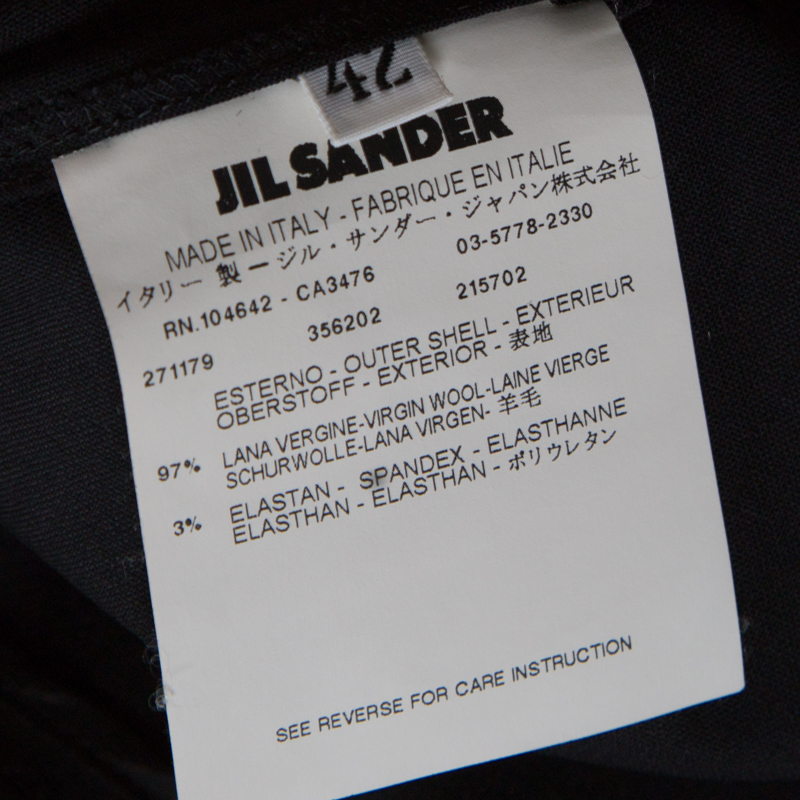 42
JIL SANDER
MADE IN ITALY - FABRIQUE EN ITALIE
イタリー 製 ージル・サンダー・ジャパン株式会社
RN.104642 - CA3476 03-5778-2330
271179 356202 215702
ESTERNO - OUTER SHELL - EXTERIEUR
OBERSTOFF - EXTERIOR - 表地
97% LANA VERGINE-VIRGIN WOOL-LAINE VIERGE
SCHURWOLLE-LANA VIRGEN- 羊毛
3% ELASTAN - SPANDEX - ELASTHANNE
ELASTHAN - ELASTHAN - ポリウレタン
SEE REVERSE FOR CARE INSTRUCTION